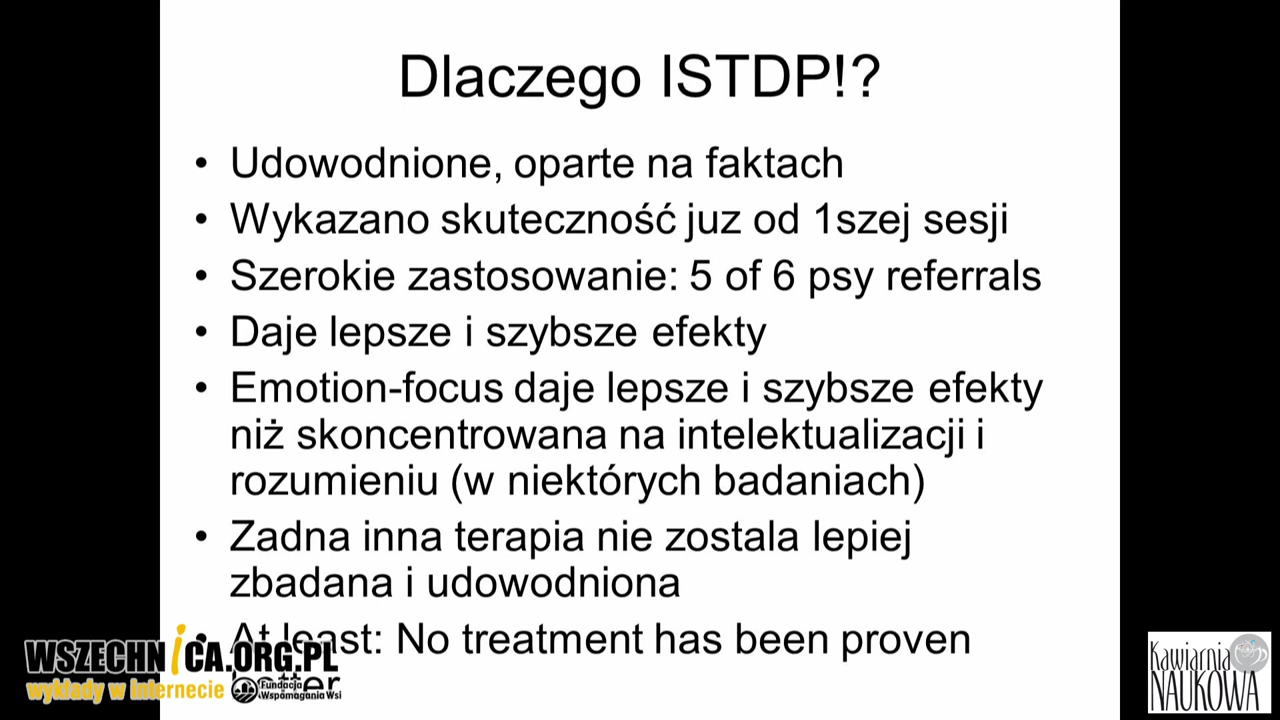 Dlaczego ISTDP!?
• Udowodnione, oparte na faktach
• Wykazano skuteczność juz od 1szej sesji
• Szerokie zastosowanie: 5 of 6 psy referrals
• Daje lepsze i szybsze efekty
• Emotion-focus daje lepsze i szybsze efekty
niż skoncentrowana na intelektualizacji i
rozumieniu (w niektórych badaniach)
• Zadna inna terapia nie zostala lepiej
zbadana i udowodniona
• At least: No treatment has been proven
better
WSZECHNiCA.ORG.PL
wykłady w internecie
Fundacja
Wspomagania Wsi
Kawiarnia
NAUKOWA